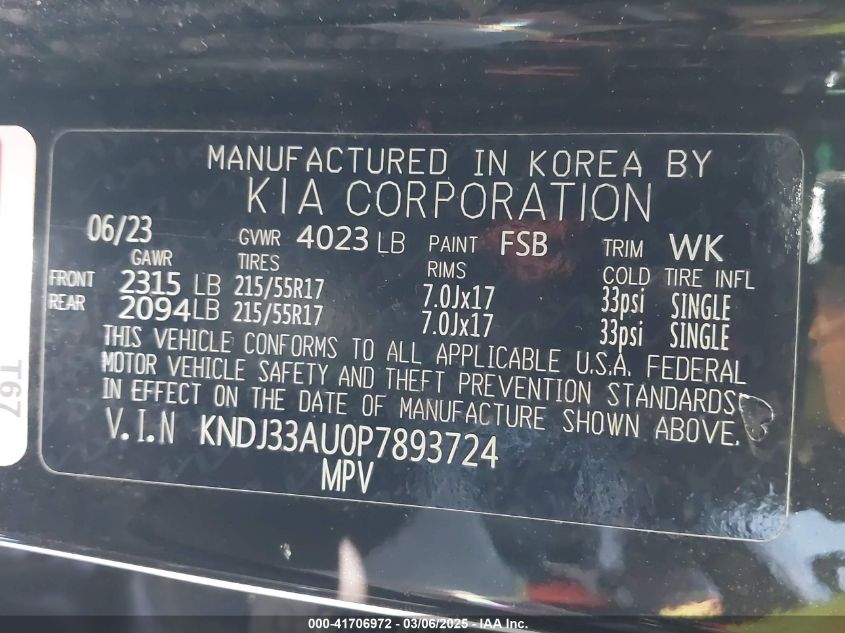 MANUFACTURED IN KOREA BY
KIA CORPORATION
06/23 GVWR 4023 LB PAINT FSB TRIM WK
GAWR TIRES RIMS COLD TIRE INFL
FRONT 2315 LB 215/55R17 7.0Jx17 33psi SINGLE
REAR 2094 LB 215/55R17 7.0Jx17 33psi SINGLE
THIS VEHICLE CONFORMS TO ALL APPLICABLE U.S.A. FEDERAL
MOTOR VEHICLE SAFETY AND THEFT PREVENTION STANDARDS
IN EFFECT ON THE DATE OF MANUFACTURE SHOWN ABOVE.
V.I.N KNDJ33AU0P7893724
MPV
T67
000-41706972 - 03/06/2025 - IAA Inc.